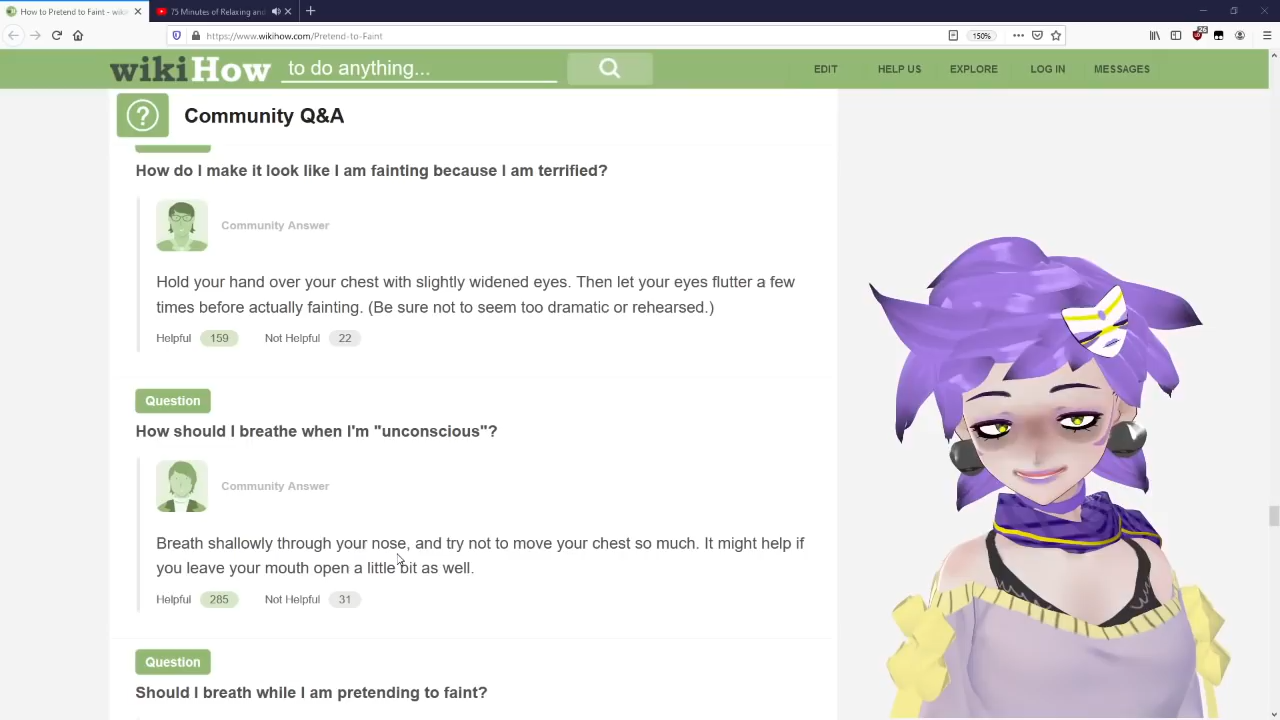 How to Pretend to Faint - wiki
75 Minutes of Relaxing and
https://www.wikihow.com/Pretend-to-Faint
150%
26
wikiHow
to do anything...
EDIT
HELP US
EXPLORE
LOG IN
MESSAGES
Community Q&A
How do I make it look like I am fainting because I am terrified?
Community Answer
Hold your hand over your chest with slightly widened eyes. Then let your eyes flutter a few
times before actually fainting. (Be sure not to seem too dramatic or rehearsed.)
Helpful 159 Not Helpful 22
Question
How should I breathe when I'm "unconscious"?
Community Answer
Breath shallowly through your nose, and try not to move your chest so much. It might help if
you leave your mouth open a little bit as well.
Helpful 285 Not Helpful 31
Question
Should I breath while I am pretending to faint?